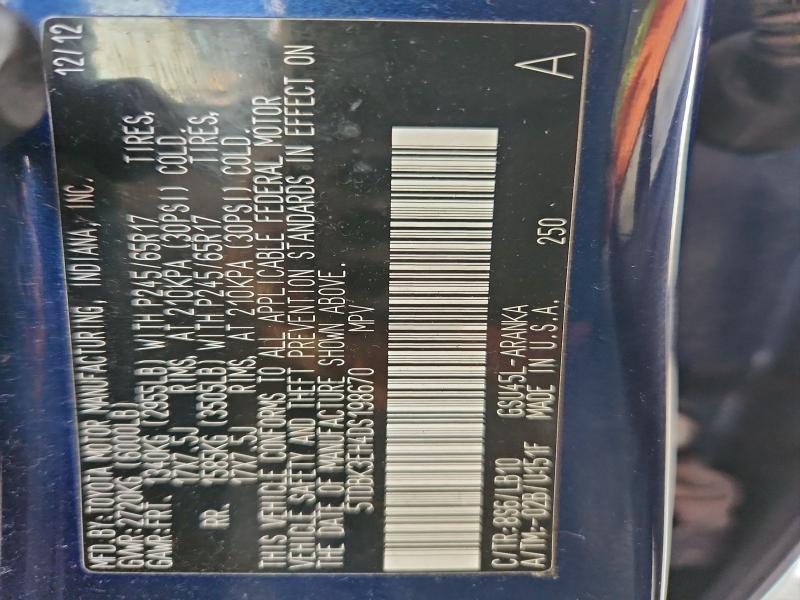 MFD.BY:TOYOTA MOTOR MANUFACTURING, INDIANA, INC. 12/12
GVWR:2720KG (6000LB)
GAWR:FRT. 1340KG (2955LB) WITH P245/65R17 TIRES,
17X7.5J RIMS, AT 210KPA (30PSI) COLD.
RR. 1585KG (3505LB) WITH P245/65R17 TIRES,
17X7.5J RIMS, AT 210KPA (30PSI) COLD.
THIS VEHICLE CONFORMS TO ALL APPLICABLE FEDERAL MOTOR
VEHICLE SAFETY AND THEFT PREVENTION STANDARDS IN EFFECT ON
THE DATE OF MANUFACTURE SHOWN ABOVE.
5TDBK3EH4DS198670 MPV
C/TR:8S6/LB10 GSU45L-ARANKA
A/TM:-02B/U151F MADE IN U.S.A. 250 A